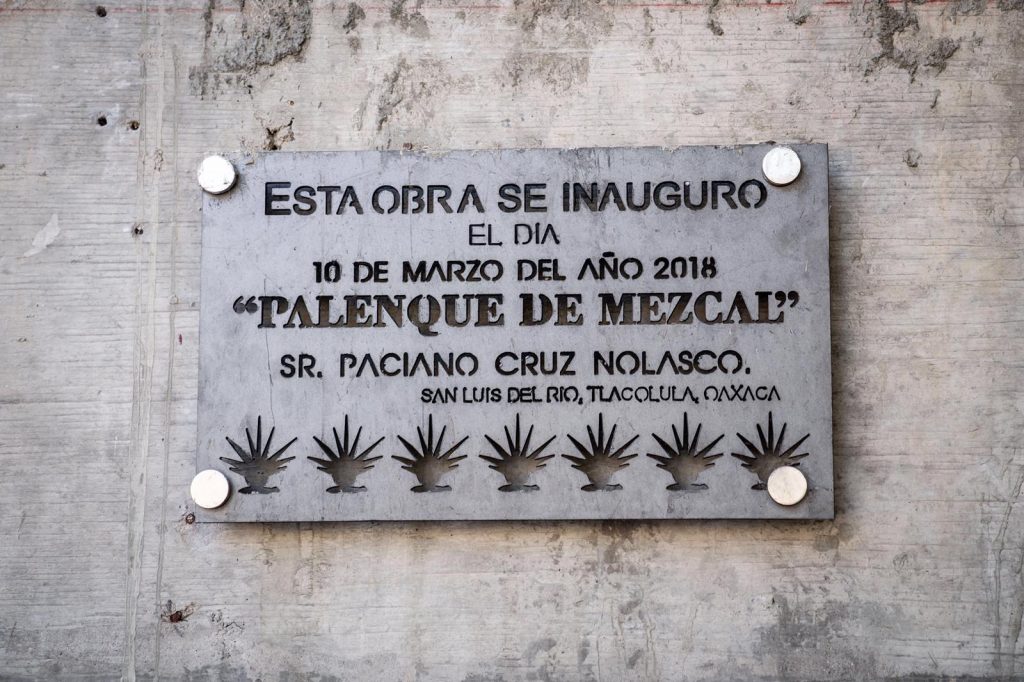 ESTA OBRA SE INAUGURO
EL DIA
10 DE MARZO DEL AÑO 2018
“PALENQUE DE MEZCAL”
SR. PACIANO CRUZ NOLASCO.
SAN LUIS DEL RIO, TLACOLULA, OAXACA